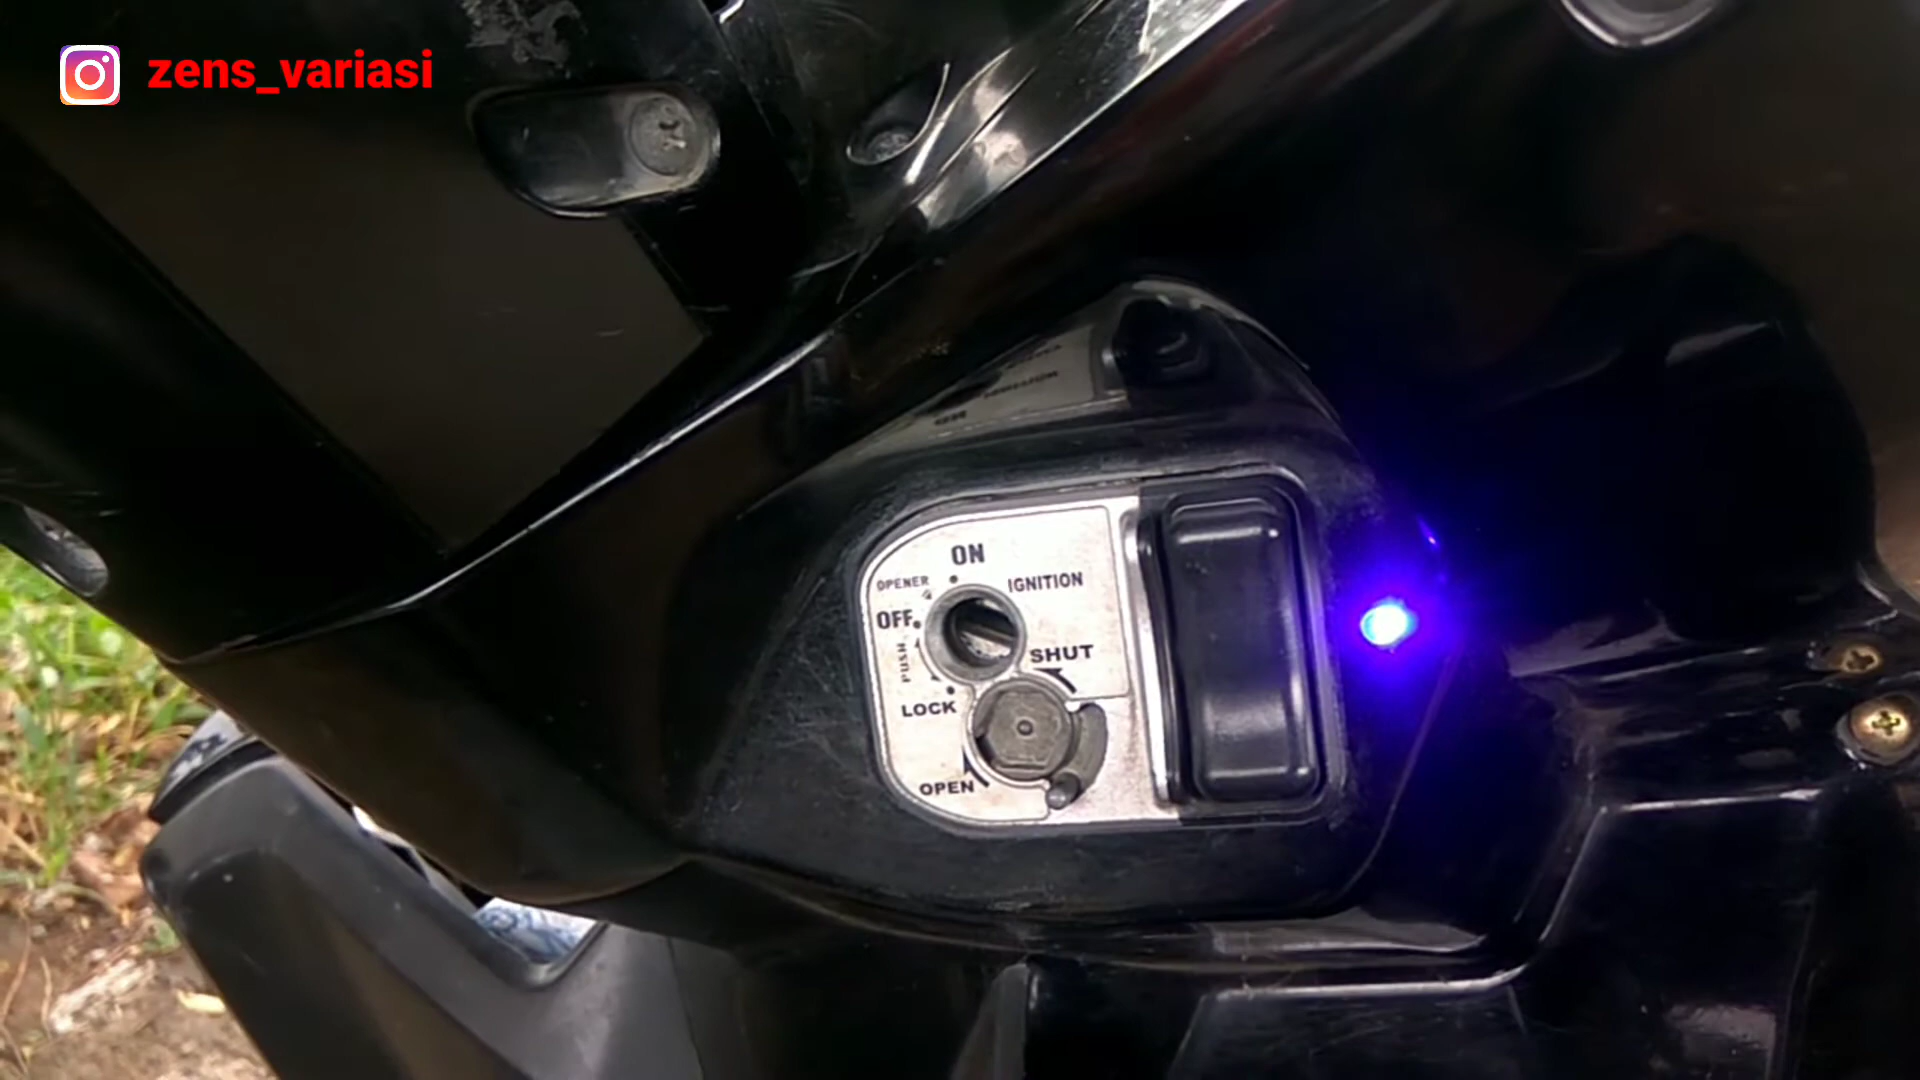 zens_variasi
ON
OPENER
IGNITION
OFF
PUSH
SHUT
LOCK
OPEN